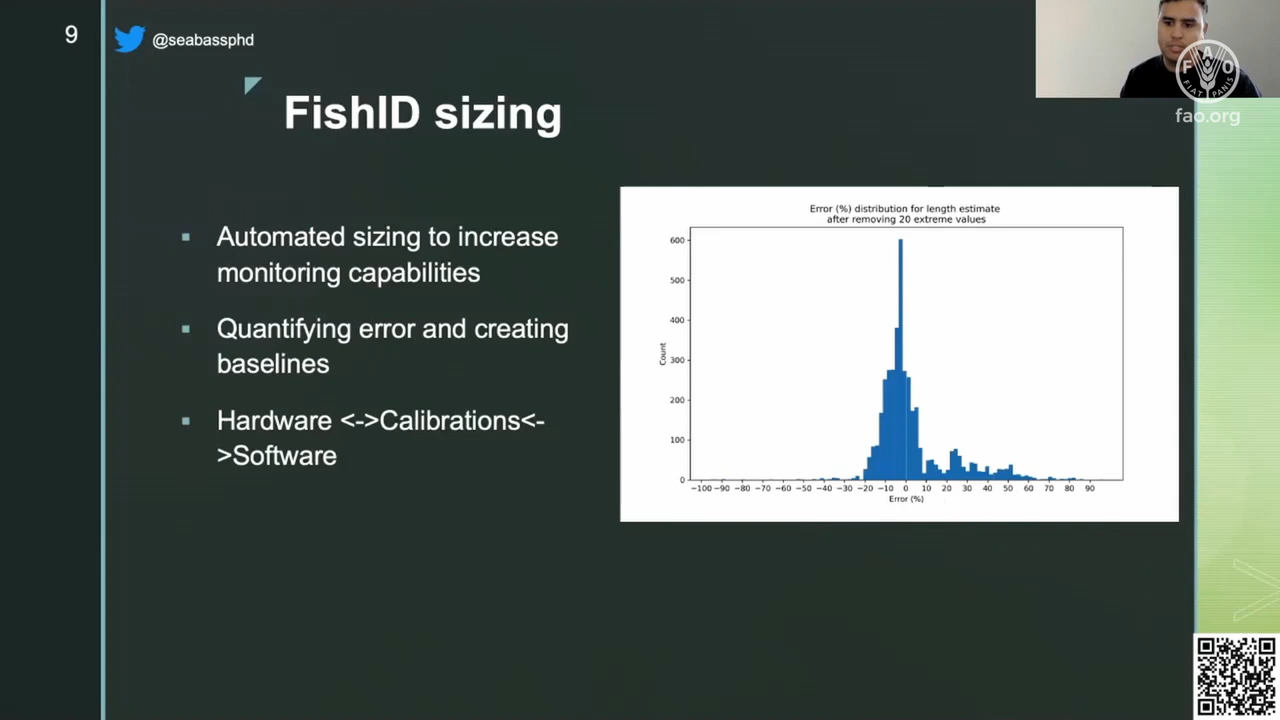 9
@seabassphd
F A O
FIAT PANIS
fao.org
FishID sizing
Automated sizing to increase
monitoring capabilities
Quantifying error and creating
baselines
Hardware <->Calibrations<-
>Software
Error (%) distribution for length estimate
after removing 20 extreme values
600
500
400
300
200
100
0
Count
−100 −90 −80 −70 −60 −50 −40 −30 −20 −10 0 10 20 30 40 50 60 70 80 90
Error (%)